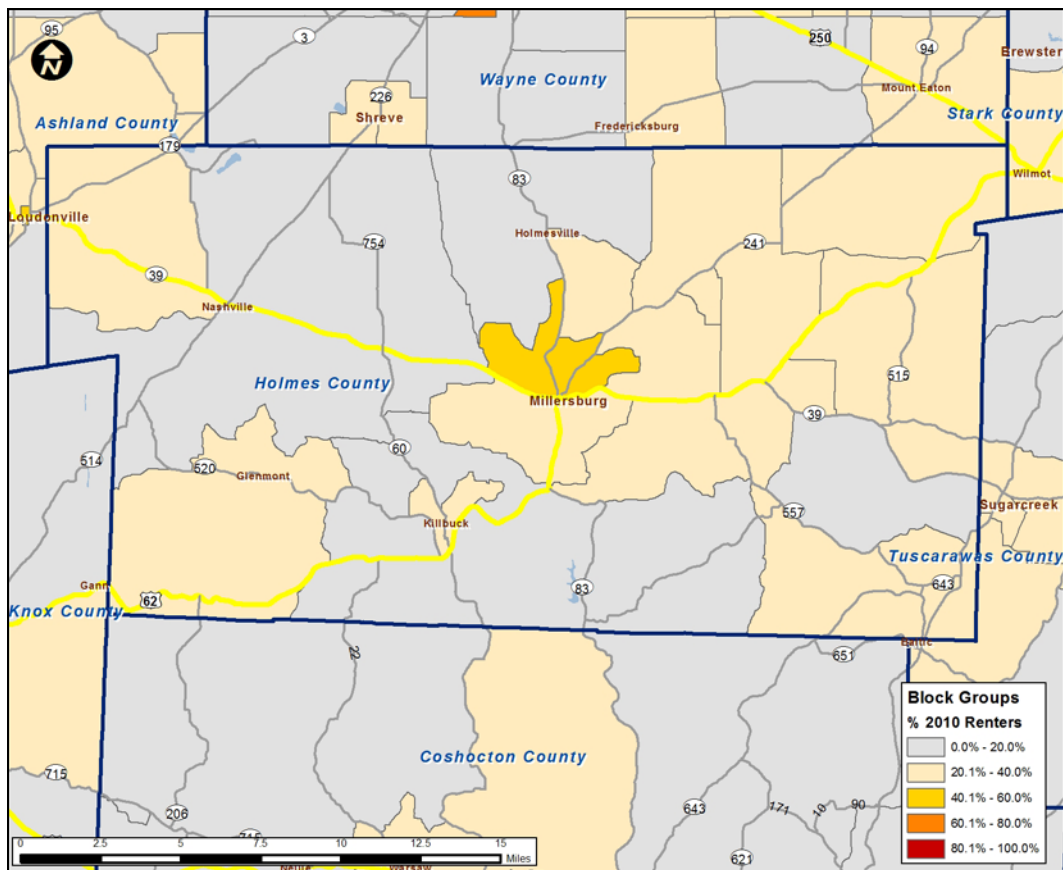 95
3
250
94
Brewster
N
Wayne County
Mount Eaton
226
Shreve
Ashland County
Fredericksburg
Stark County
179
83
Wilmot
Loudonville
Holmesville
754
241
39
Nashville
Holmes County
515
Millersburg
39
60
514
520
Glenmont
Sugarcreek
557
Killbuck
Tuscarawas County
Gann
62
83
643
Knox County
Baltic
22
651
Block Groups
% 2010 Renters
0.0% - 20.0%
20.1% - 40.0%
40.1% - 60.0%
60.1% - 80.0%
80.1% - 100.0%
Coshocton County
715
206
643
171
10
90
621
0 2.5 5 7.5 10 12.5 15
Miles
Warsaw